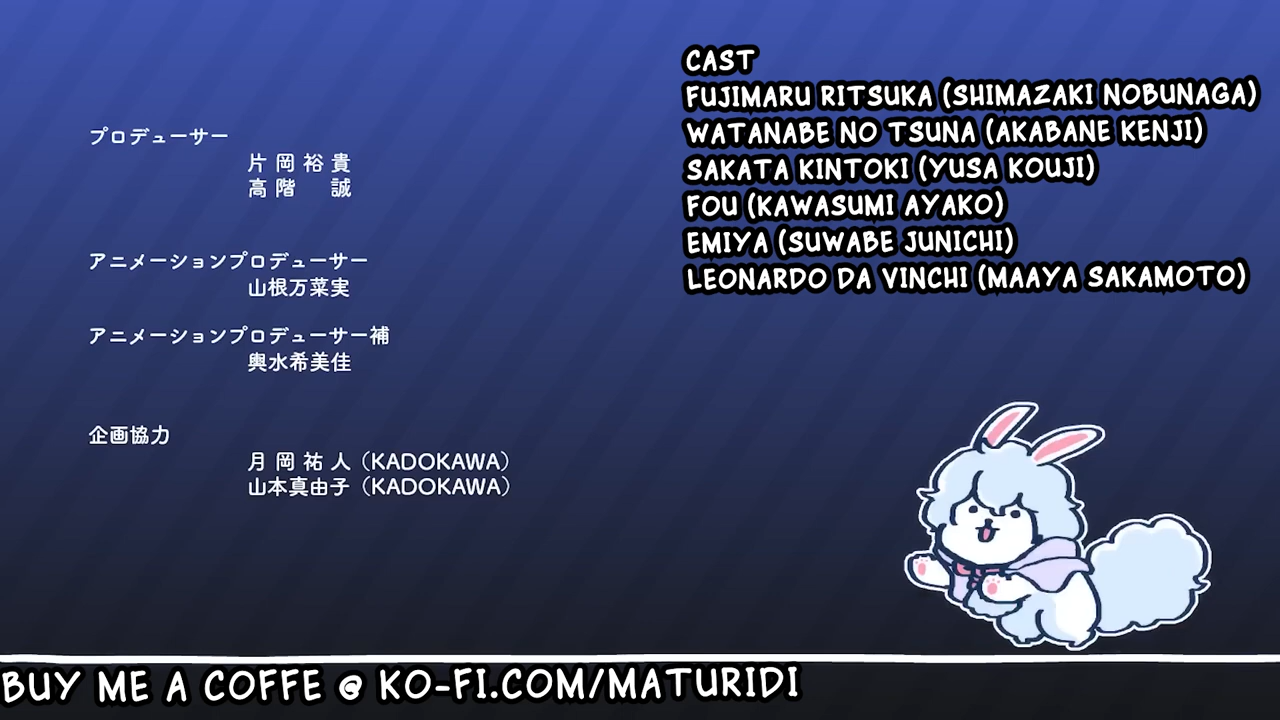 プロデューサー
片岡裕貴
高階 誠
アニメーションプロデューサー
山根万菜実
アニメーションプロデューサー補
輿水希美佳
企画協力
月岡祐人（KADOKAWA）
山本真由子（KADOKAWA）
CAST
FUJIMARU RITSUKA (SHIMAZAKI NOBUNAGA)
WATANABE NO TSUNA (AKABANE KENJI)
SAKATA KINTOKI (YUSA KOUJI)
FOU (KAWASUMI AYAKO)
EMIYA (SUWABE JUNICHI)
LEONARDO DA VINCHI (MAAYA SAKAMOTO)
BUY ME A COFFE @ KO-FI.COM/MATURIDI